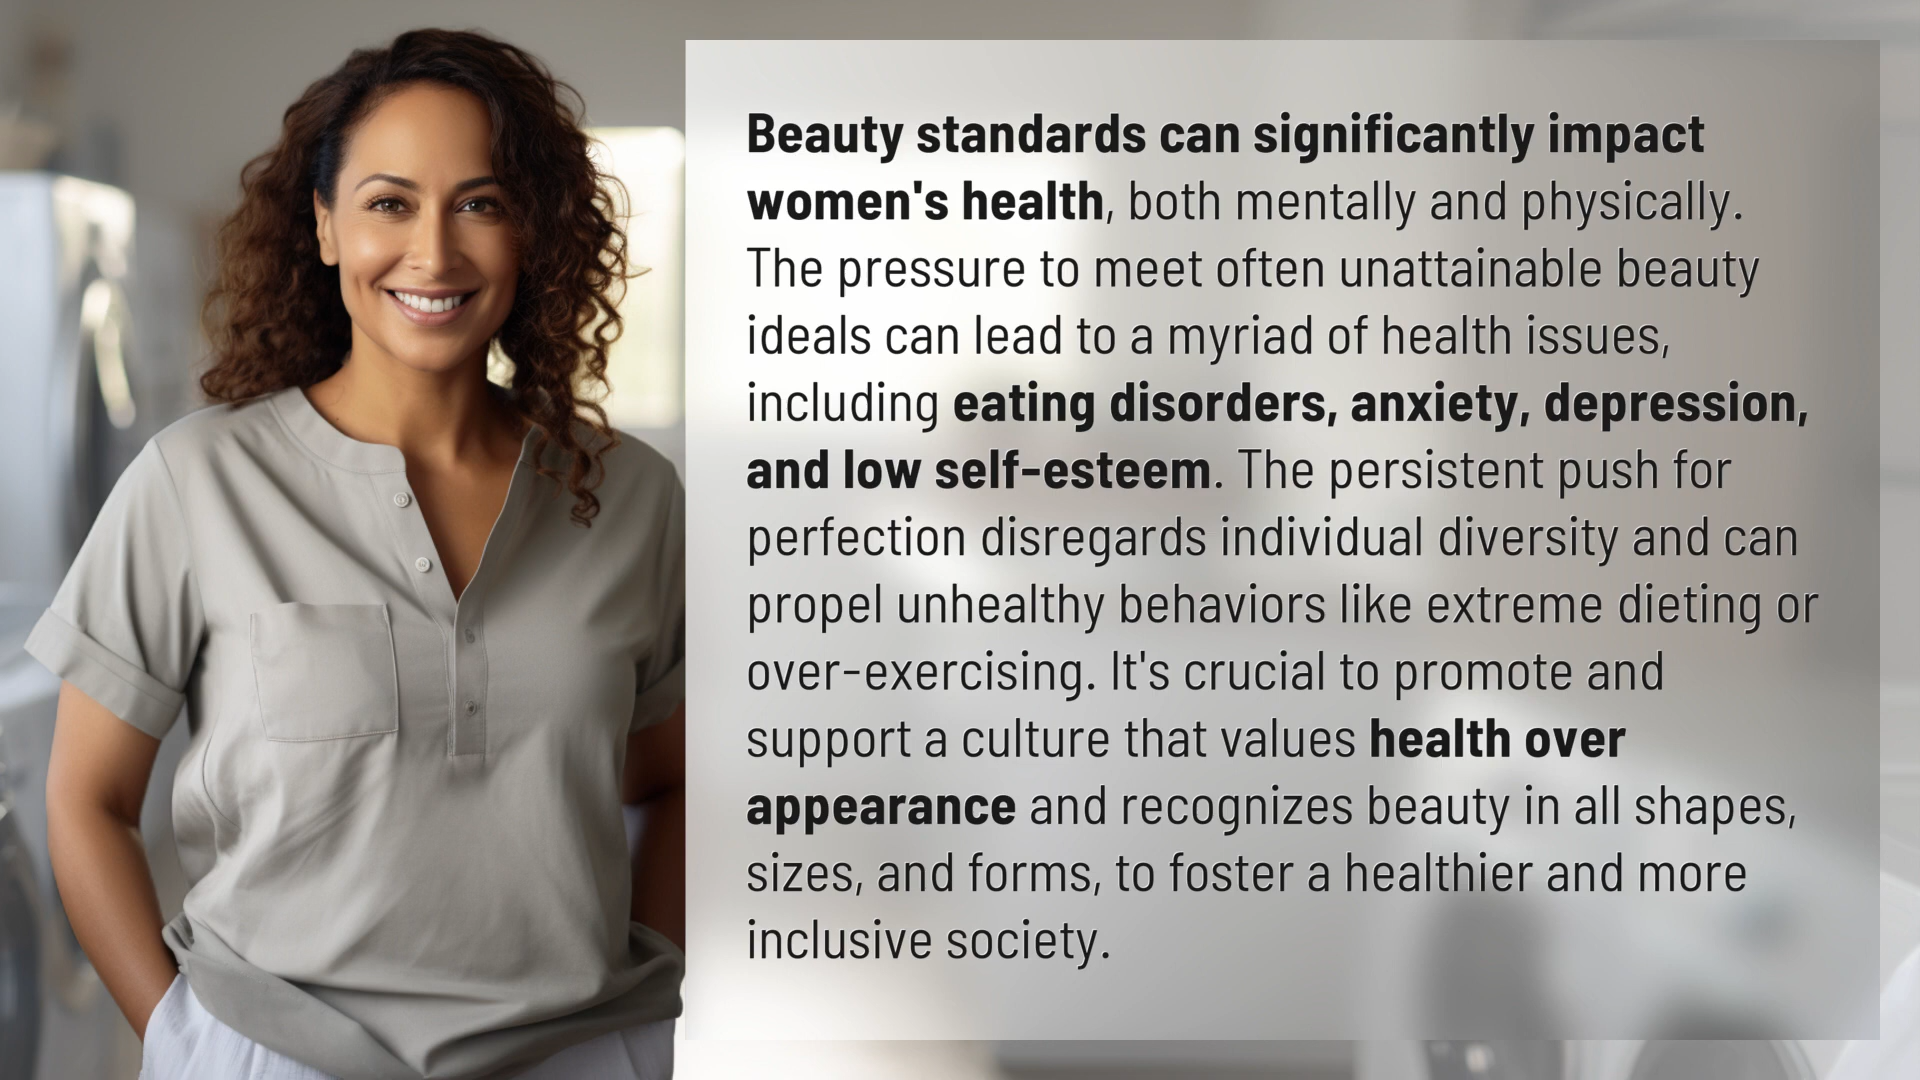 Beauty standards can significantly impact
women's health, both mentally and physically.
The pressure to meet often unattainable beauty
ideals can lead to a myriad of health issues,
including eating disorders, anxiety, depression,
and low self-esteem. The persistent push for
perfection disregards individual diversity and can
propel unhealthy behaviors like extreme dieting or
over-exercising. It's crucial to promote and
support a culture that values health over
appearance and recognizes beauty in all shapes,
sizes, and forms, to foster a healthier and more
inclusive society.